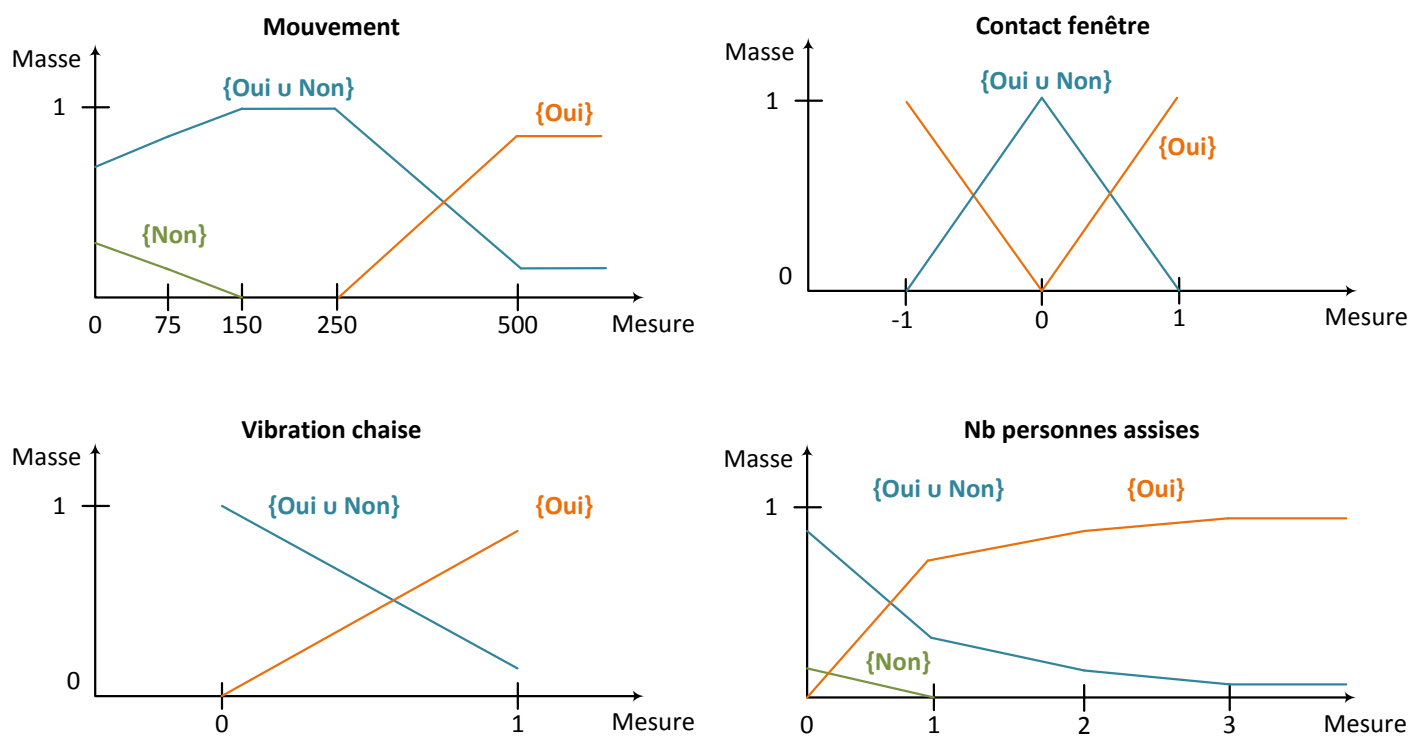 Mouvement
Masse
{Oui ∪ Non}
1
{Oui}
{Non}
0 75 150 250 500 Mesure
Contact fenêtre
Masse
{Oui ∪ Non}
1
{Oui}
0
-1 0 1 Mesure
Vibration chaise
Masse
1 {Oui ∪ Non} {Oui}
0
0 1 Mesure
Nb personnes assises
Masse
{Oui ∪ Non} {Oui}
1
{Non}
0 1 2 3 Mesure